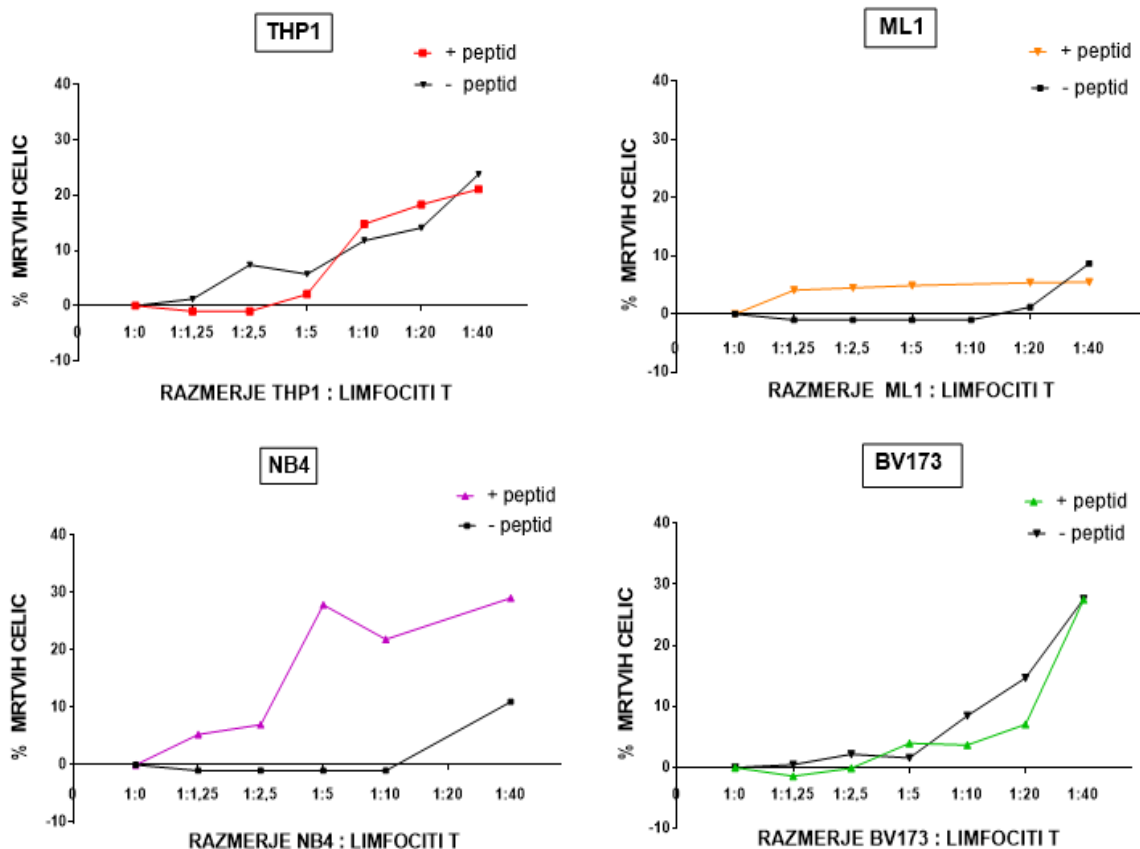 THP1
+ peptid
- peptid
% MRTVIH CELIC
40
30
20
10
0
-10
0
1:0 1:1,25 1:2,5 1:5 1:10 1:20 1:40
RAZMERJE THP1 : LIMFOCITI T
ML1
+ peptid
- peptid
% MRTVIH CELIC
40
30
20
10
0
-10
0
1:0 1:1,25 1:2,5 1:5 1:10 1:20 1:40
RAZMERJE ML1 : LIMFOCITI T
NB4
+ peptid
- peptid
% MRTVIH CELIC
40
30
20
10
0
-10
0
1:0 1:1,25 1:2,5 1:5 1:10 1:20 1:40
RAZMERJE NB4 : LIMFOCITI T
BV173
+ peptid
- peptid
% MRTVIH CELIC
40
30
20
10
0
-10
0
1:0 1:1,25 1:2,5 1:5 1:10 1:20 1:40
RAZMERJE BV173 : LIMFOCITI T